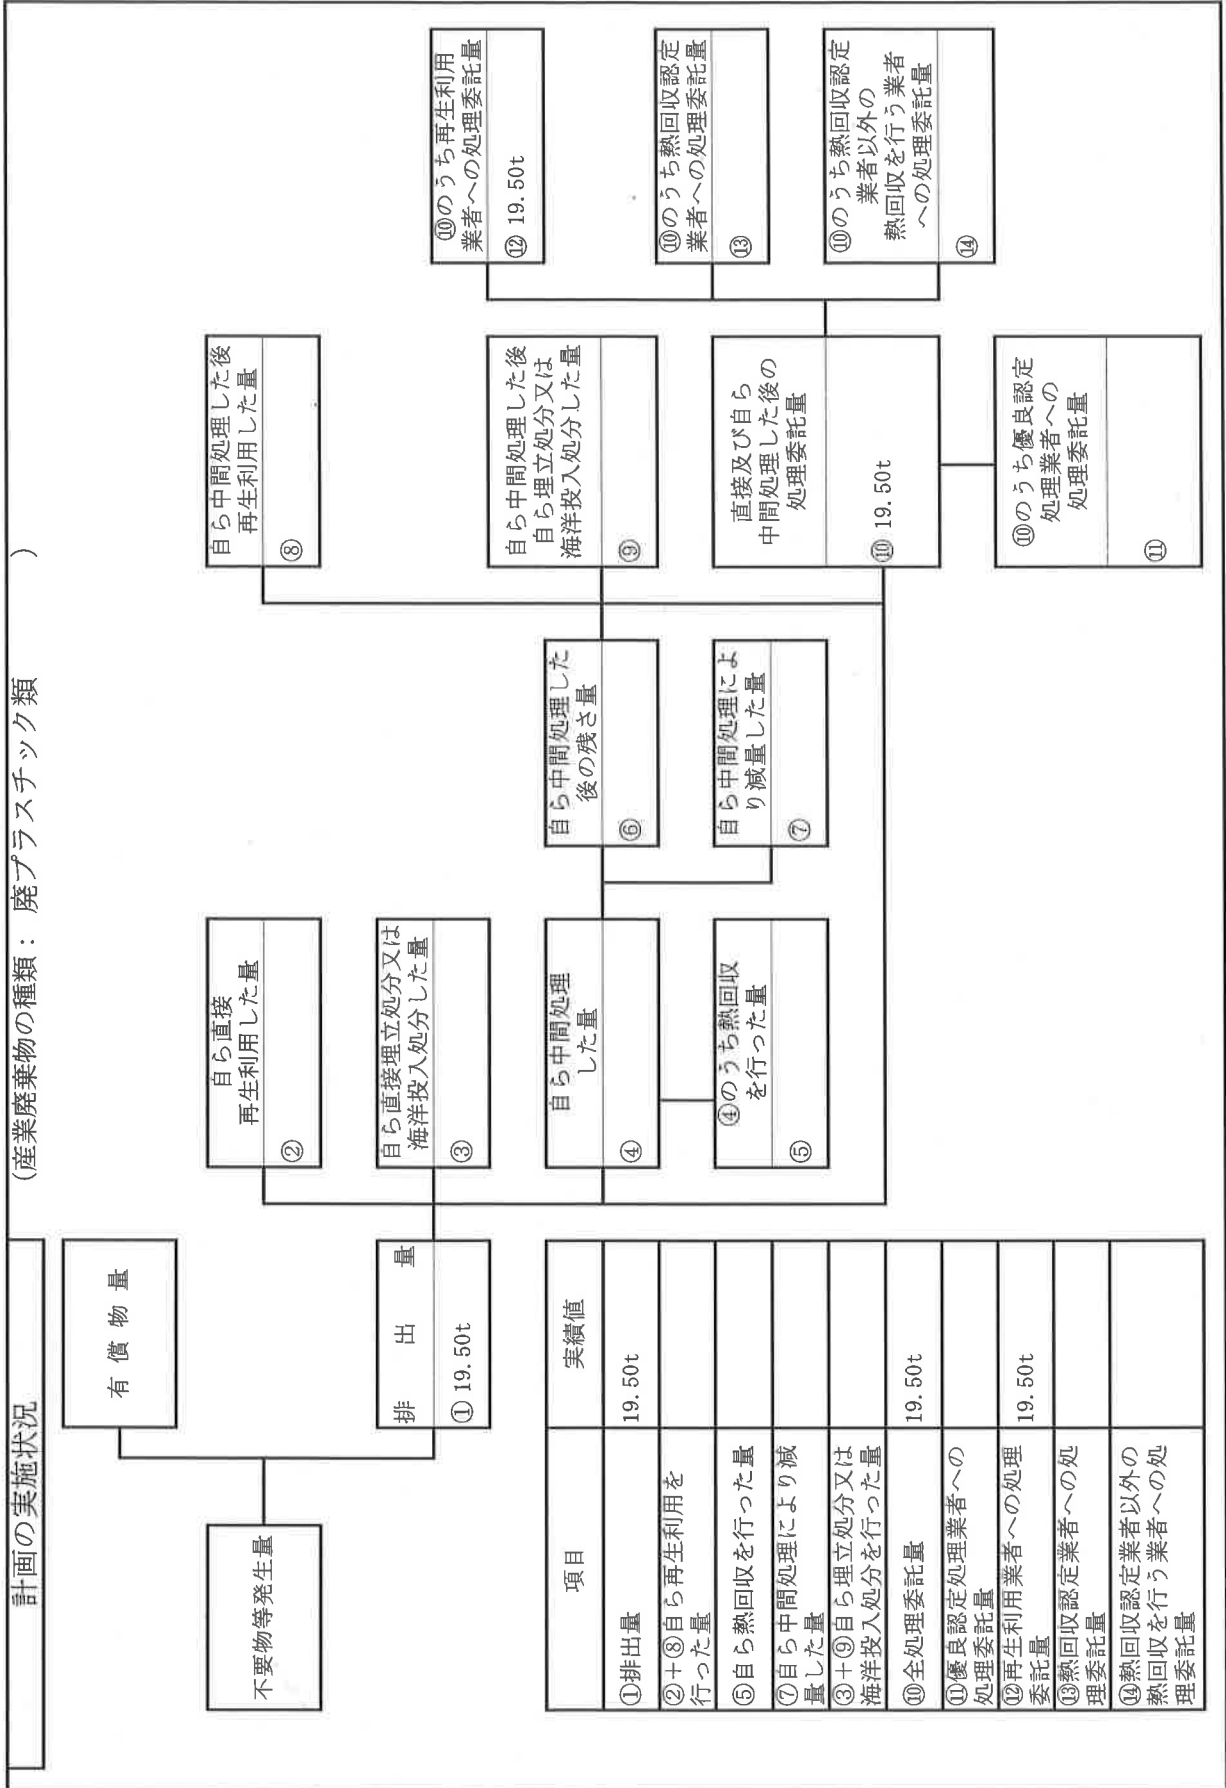 計画の実施状況
(産業廃棄物の種類：廃プラスチック類　　　)
不要物等発生量
有償物量
排出量
①19.50t
自ら直接
再生利用した量
②
自ら直接埋立処分又は
海洋投入処分した量
③
自ら中間処理
した量
④
④のうち熱回収
を行った量
⑤
自ら中間処理した
後の残さ量
⑥
自ら中間処理によ
り減量した量
⑦
自ら中間処理した後
再生利用した量
⑧
自ら中間処理した後
自ら埋立処分又は
海洋投入処分した量
⑨
直接及び自ら
中間処理した後の
処理委託量
⑩ 19.50t
⑩のうち優良認定
処理業者への
処理委託量
⑪
⑩のうち再生利用
業者への処理委託量
⑫ 19.50t
⑩のうち熱回収認定
業者への処理委託量
⑬
⑩のうち熱回収認定
業者以外の
熱回収を行う業者
への処理委託量
⑭
項目 実績値
①排出量 19.50t
②＋⑧自ら再生利用を
行った量
⑤自ら熱回収を行った量
⑦自ら中間処理により減
量した量
③＋⑨自ら埋立処分又は
海洋投入処分を行った量
⑩全処理委託量 19.50t
⑪優良認定処理業者への
処理委託量
⑫再生利用業者への処理
委託量 19.50t
⑬熱回収認定業者への処
理委託量
⑭熱回収認定業者以外の
熱回収を行う業者への処
理委託量